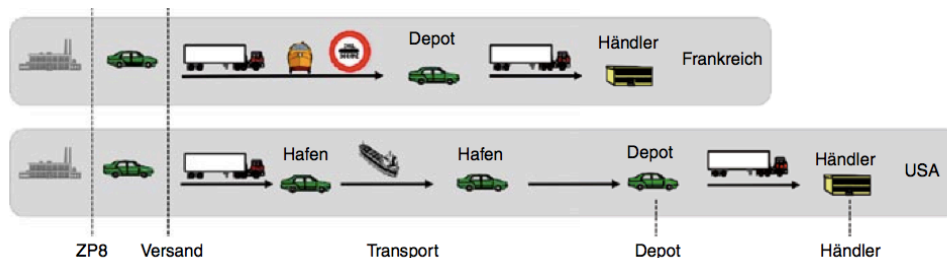 Depot
Händler
Frankreich
Hafen
Hafen
Depot
Händler
USA
ZP8
Versand
Transport
Depot
Händler